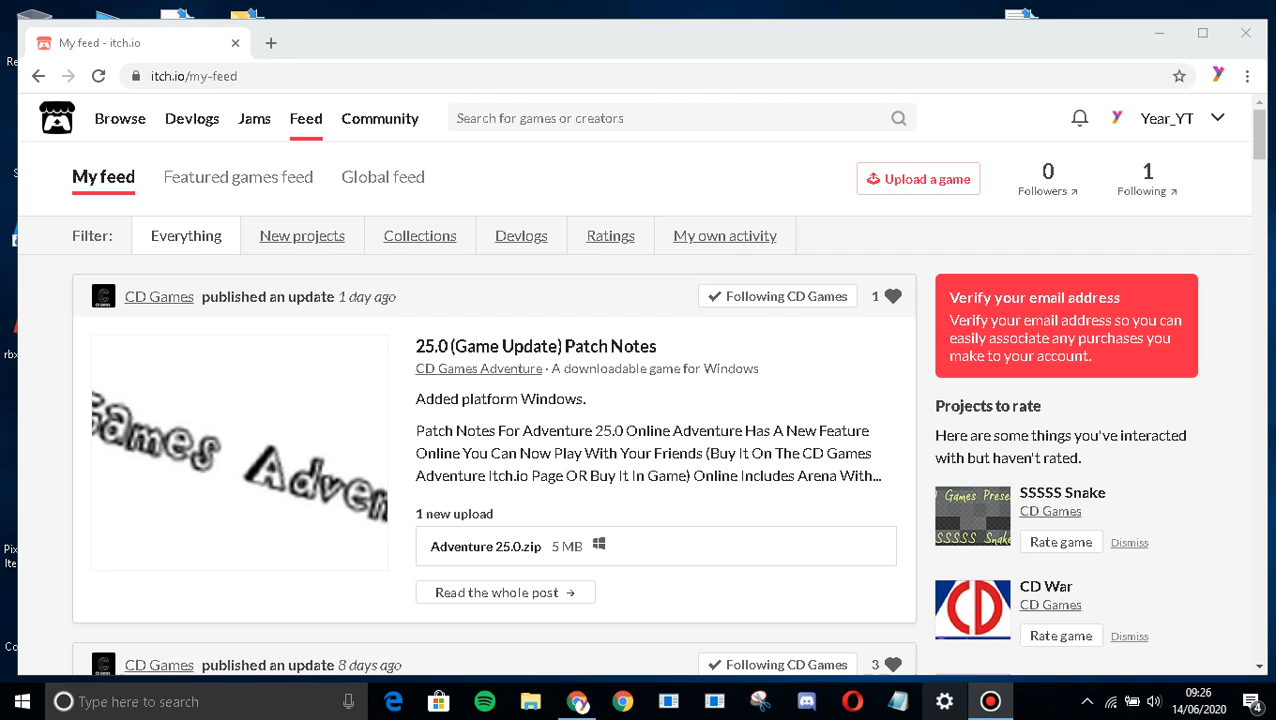 My feed - itch.io
itch.io/my-feed
Browse Devlogs Jams Feed Community Search for games or creators Year_YT
My feed Featured games feed Global feed Upload a game 0 Followers ↗ 1 Following ↗
Filter: Everything New projects Collections Devlogs Ratings My own activity
CD Games published an update 1 day ago Following CD Games 1
25.0 (Game Update) Patch Notes
CD Games Adventure · A downloadable game for Windows
Added platform Windows.
Patch Notes For Adventure 25.0 Online Adventure Has A New Feature
Online You Can Now Play With Your Friends (Buy It On The CD Games
Adventure Itch.io Page OR Buy It In Game) Online Includes Arena With...
1 new upload
Adventure 25.0.zip 5 MB
Read the whole post →
Games Adven
CD Games published an update 8 days ago Following CD Games 3
Verify your email address
Verify your email address so you can
easily associate any purchases you
make to your account.
Projects to rate
Here are some things you've interacted
with but haven't rated.
SSSSS Snake
CD Games
Rate game Dismiss
CD War
CD Games
Rate game Dismiss
CD
Type here to search
09:26
14/06/2020
4